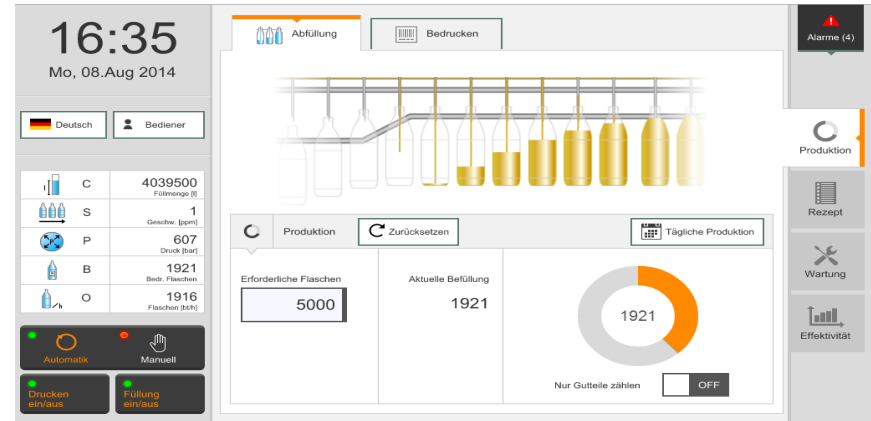 16:35
Mo, 08.Aug 2014
Deutsch
Bediener
C 4039500
Füllmenge [l]
S 1
Geschw. [ppm]
P 607
Druck [bar]
B 1921
Bedr. Flaschen
O 1916
Flaschen [bt/h]
Automatik
Manuell
Drucken
ein/aus
Füllung
ein/aus
Abfüllung
Bedrucken
Produktion
Zurücksetzen
Tägliche Produktion
Erforderliche Flaschen
5000
Aktuelle Befüllung
1921
1921
Nur Gutteile zählen
OFF
Alarme (4)
Produktion
Rezept
Wartung
Effektivität